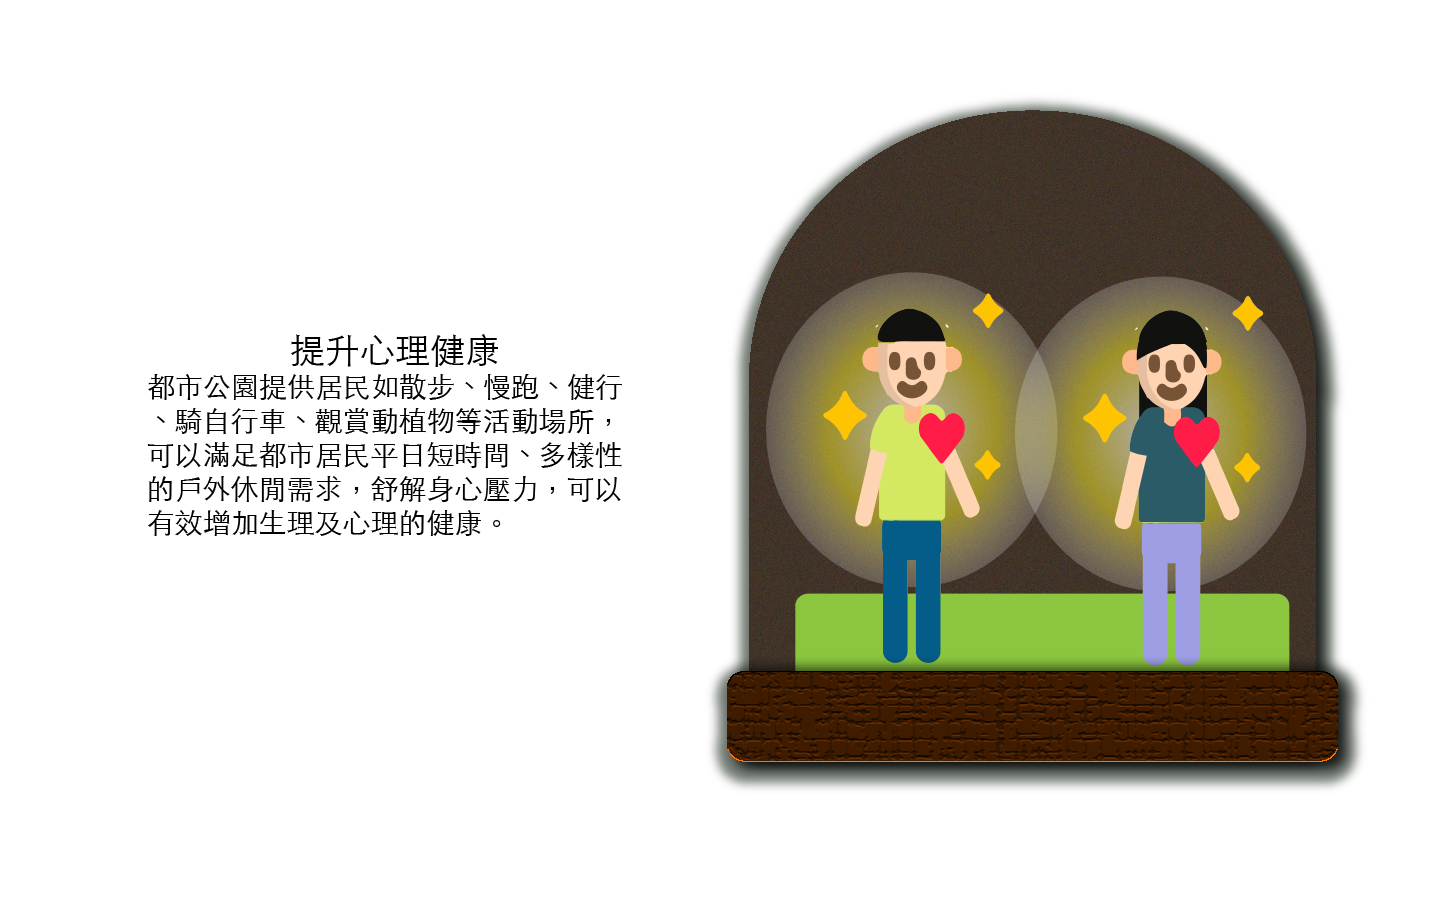 提升心理健康
都市公園提供居民如散步、慢跑、健行
、騎自行車、觀賞動植物等活動場所，
可以滿足都市居民平日短時間、多樣性
的戶外休閒需求，舒解身心壓力，可以
有效增加生理及心理的健康。